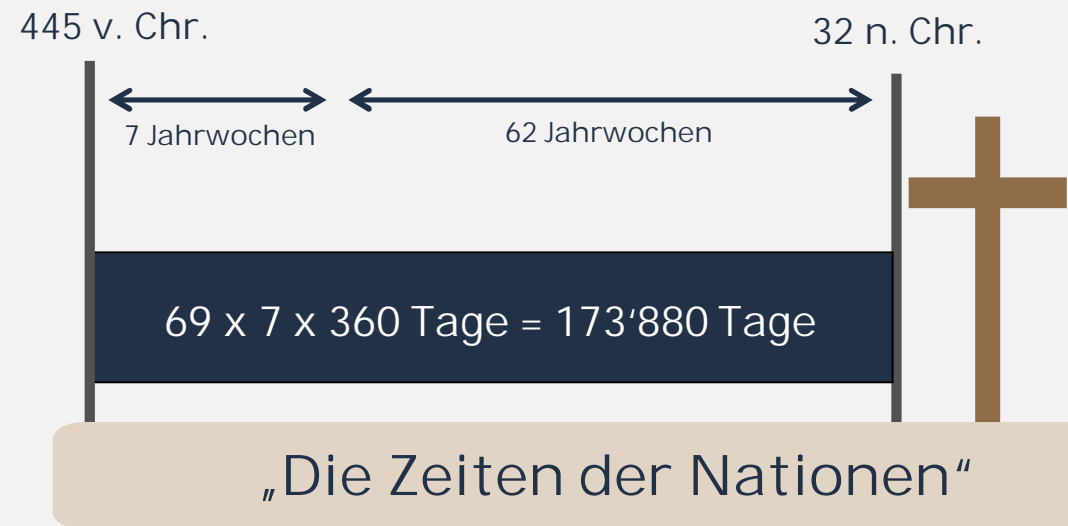 445 v. Chr.
32 n. Chr.
7 Jahrwochen
62 Jahrwochen
69 x 7 x 360 Tage = 173‘880 Tage
„Die Zeiten der Nationen“